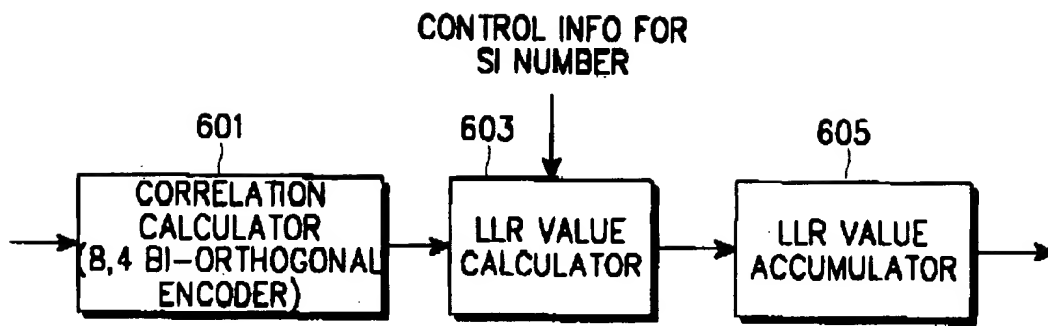 CONTROL INFO FOR
SI NUMBER
601
603
605
CORRELATION
CALCULATOR
(8,4 BI-ORTHOGONAL
ENCODER)
LLR VALUE
CALCULATOR
LLR VALUE
ACCUMULATOR